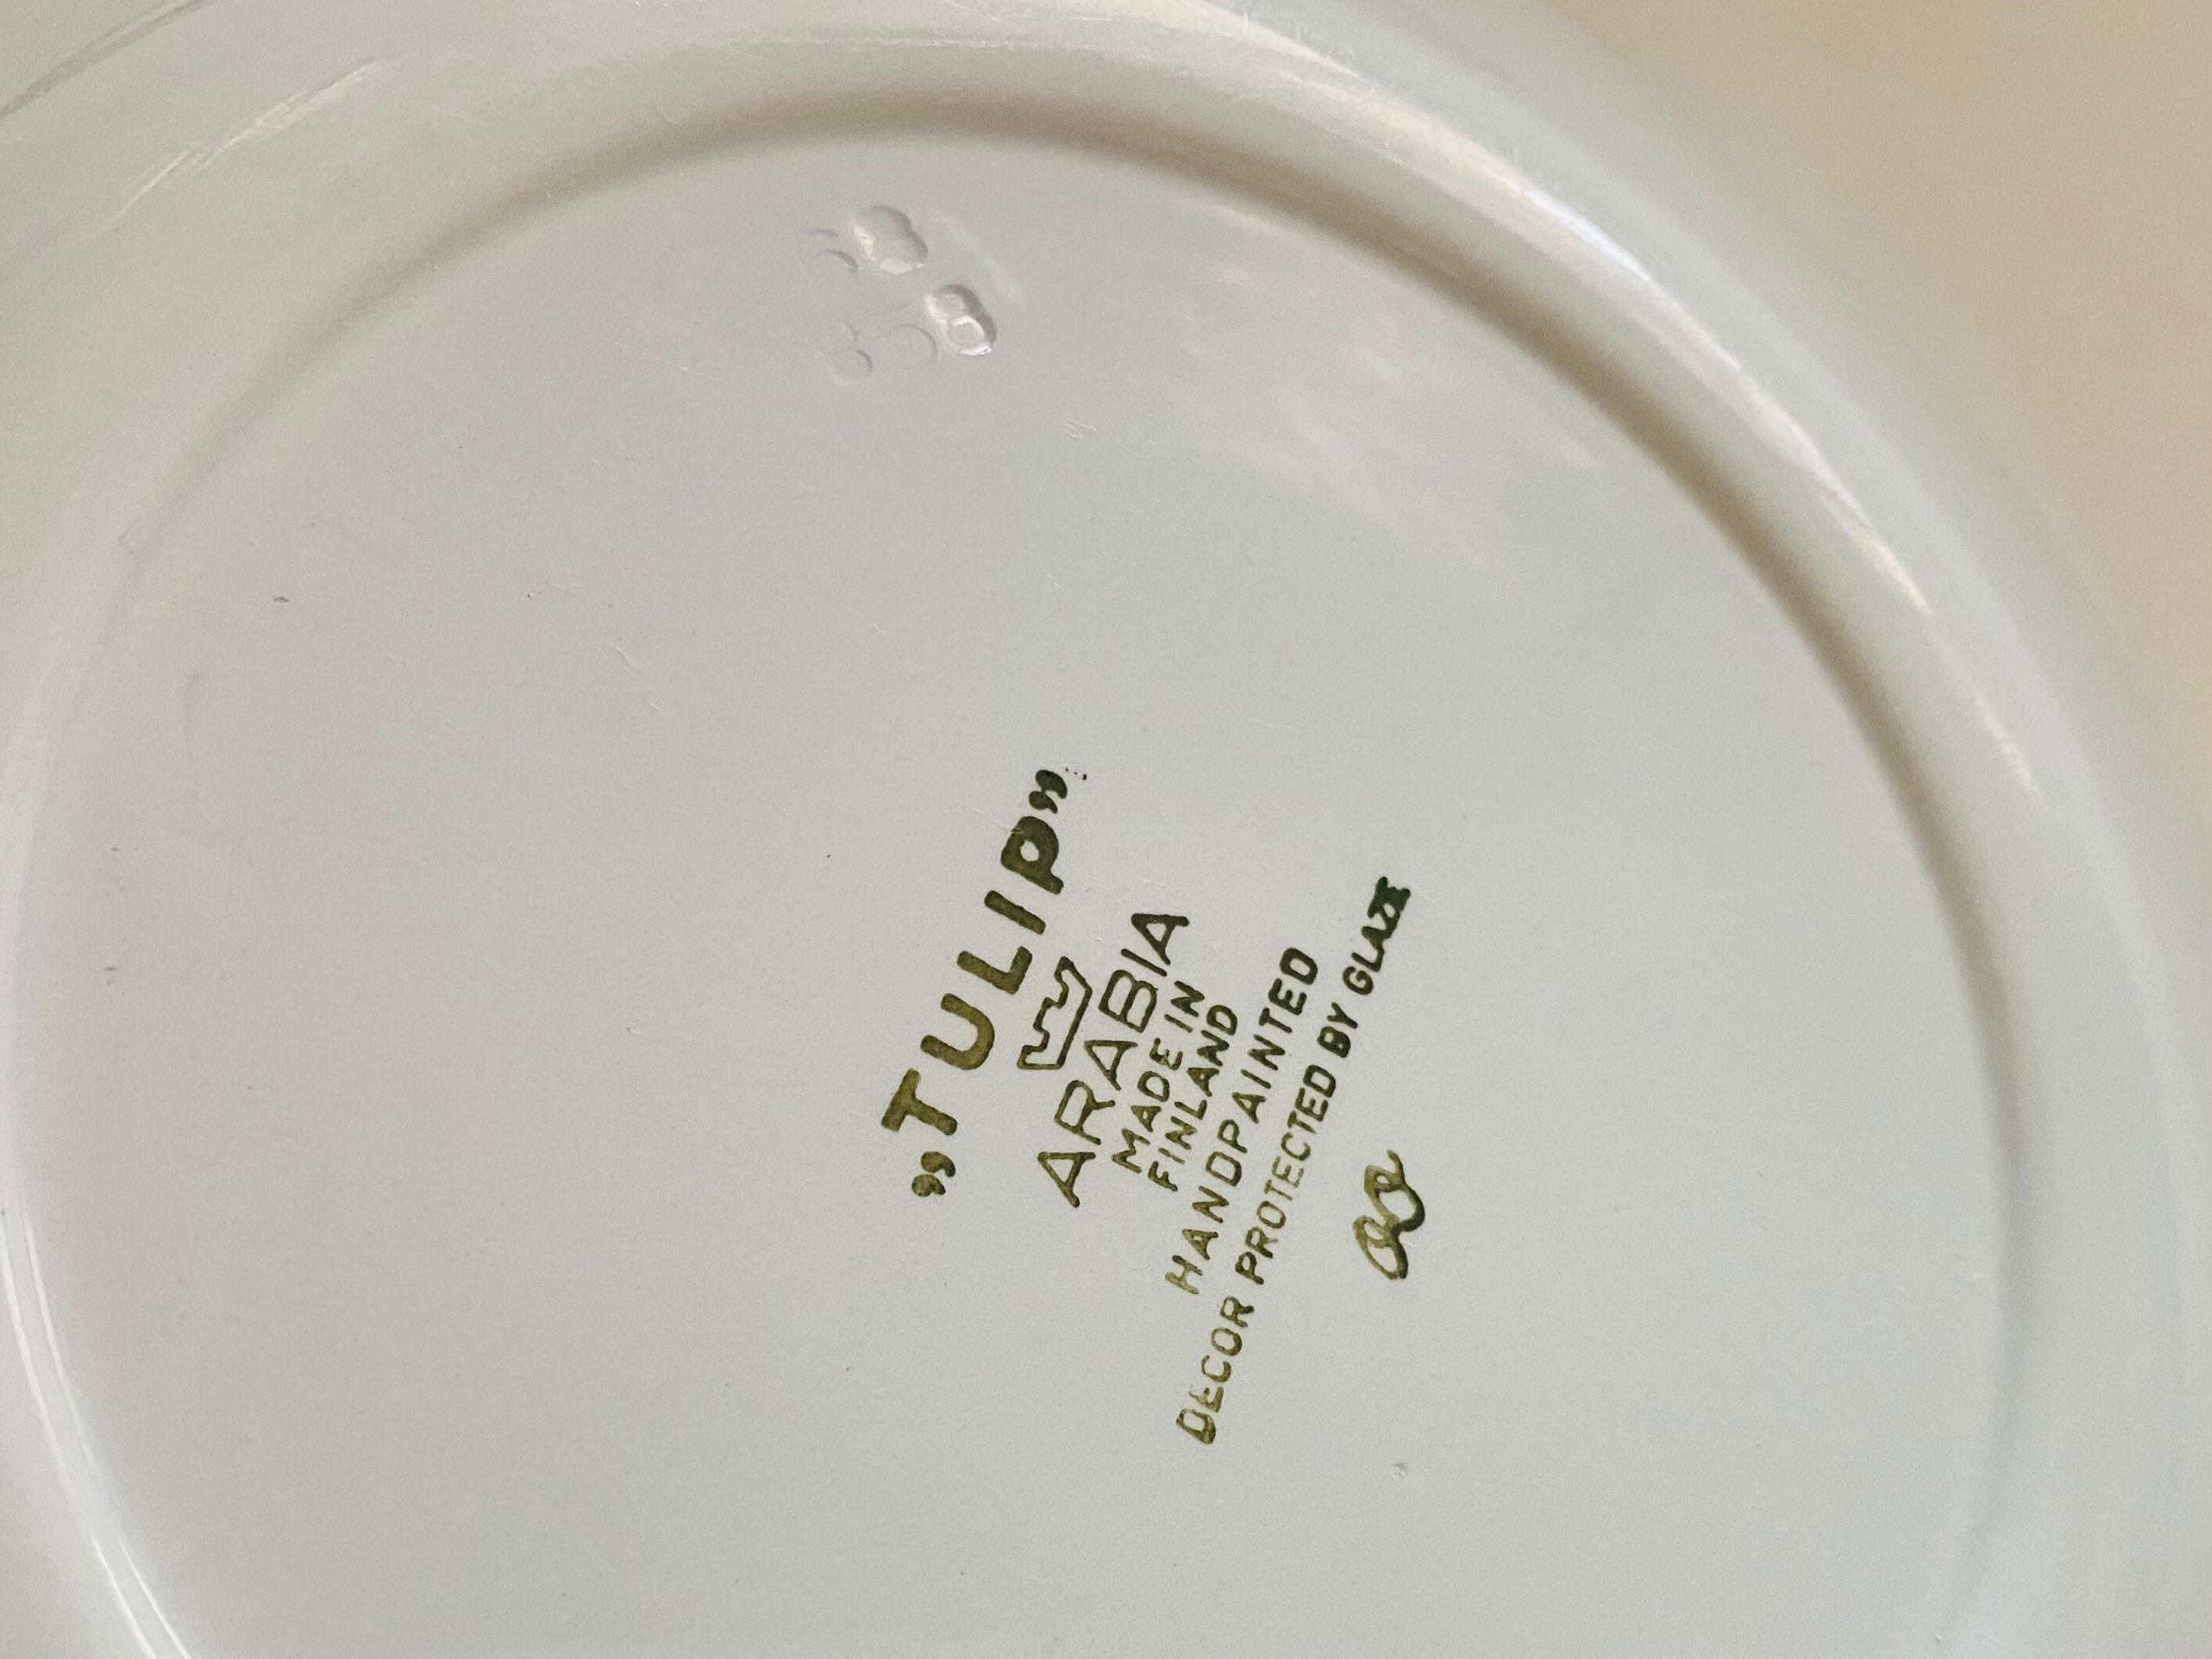 „TULIP”
ARABIA
MADE IN
FINLAND
HANDPAINTED
DECOR PROTECTED BY GLAZE